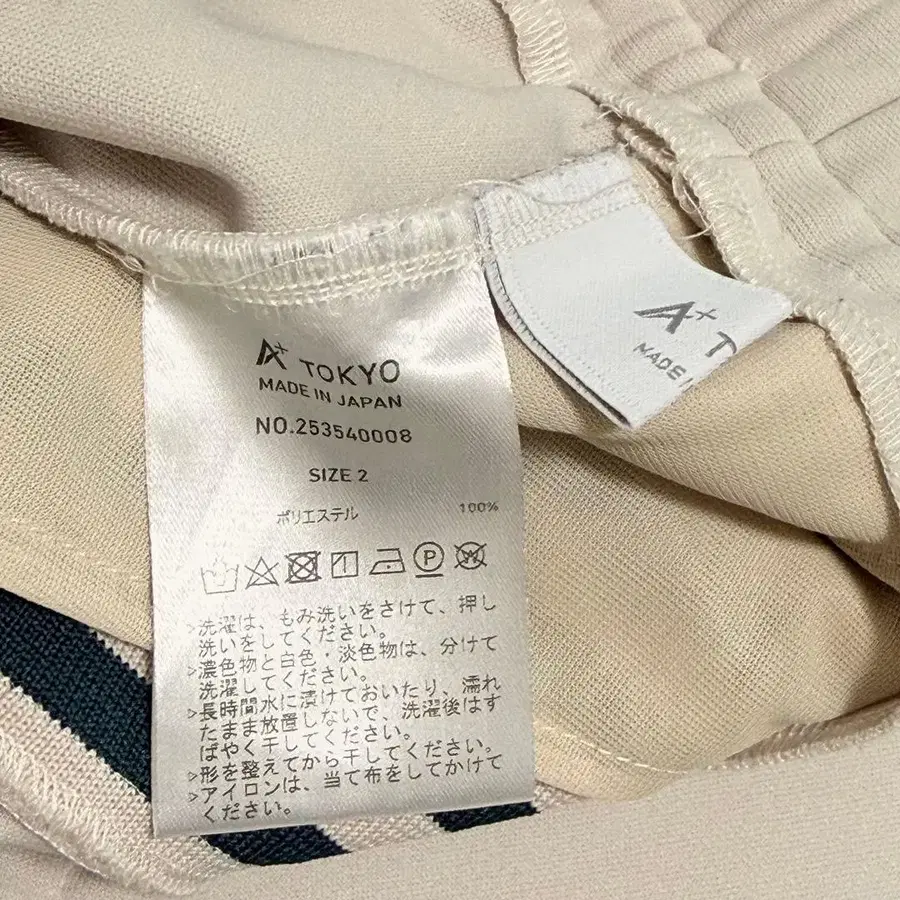 A+ TOKYO
MADE IN JAPAN
NO.253540008
SIZE 2
ポリエステル 100%
P W
>洗濯は、もみ洗いをさけて、押し
洗いをしてください。
>濃色物と白色・淡色物は、分けて
洗濯してください。
>長時間水に漬けておいたり、濡れ
たまま放置しないで、洗濯後はす
ばやく干してください。
>形を整えてから干してください。
>アイロンは、当て布をしてかけて
ください。
A+ T
MADE IN